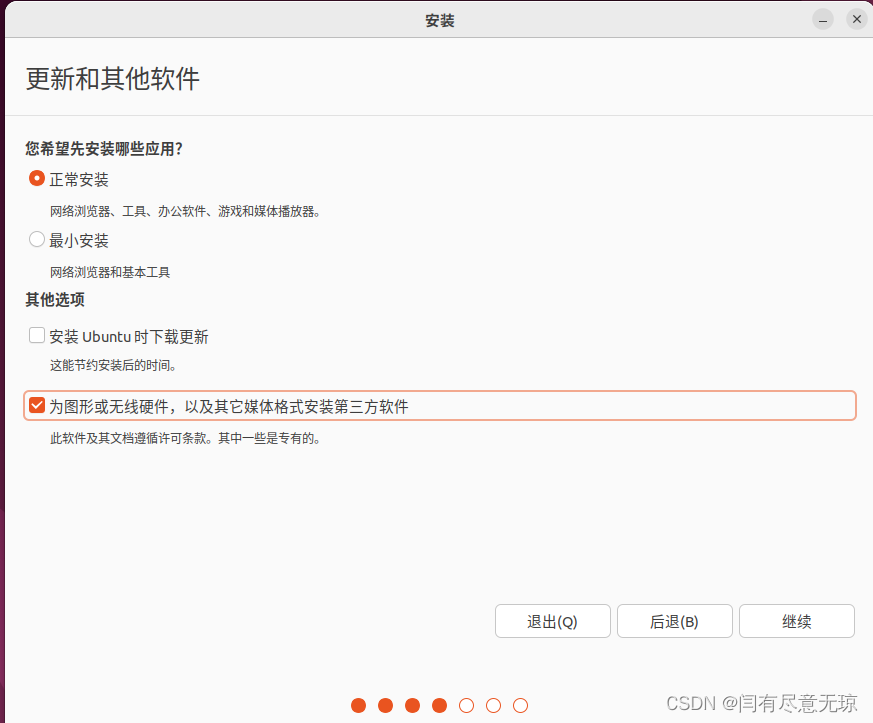 安装
更新和其他软件
您希望先安装哪些应用？
正常安装
网络浏览器、工具、办公软件、游戏和媒体播放器。
最小安装
网络浏览器和基本工具
其他选项
安装 Ubuntu 时下载更新
这能节约安装后的时间。
为图形或无线硬件，以及其它媒体格式安装第三方软件
此软件及其文档遵循许可条款。其中一些是专有的。
退出(Q)
后退(B)
继续
CSDN @闫有尽意无琼